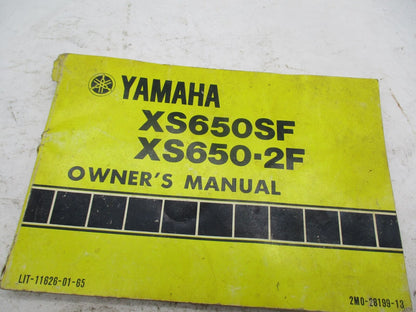 YAMAHA
XS650SF
XS650-2F
OWNER'S MANUAL
LIT-11626-01-65
2M0-28199-13